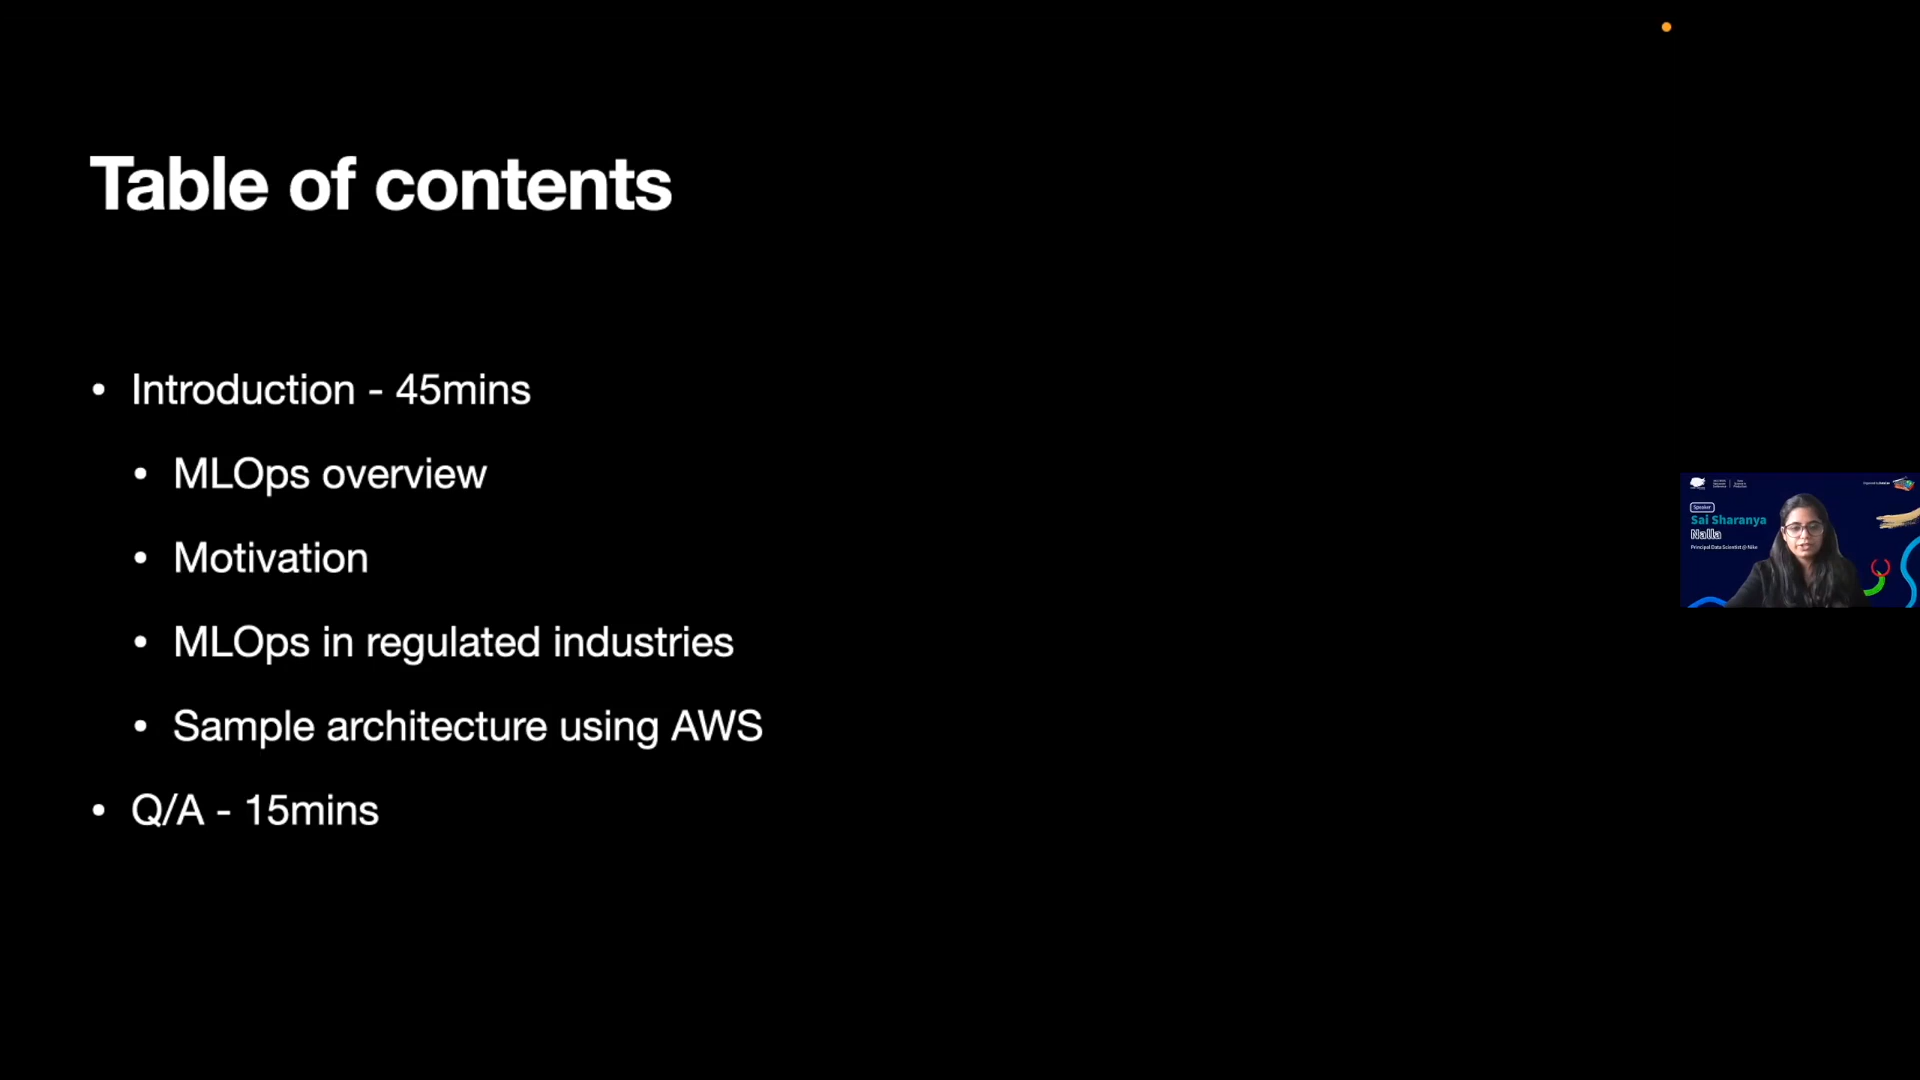 Table of contents
• Introduction - 45mins
• MLOps overview
• Motivation
• MLOps in regulated industries
• Sample architecture using AWS
• Q/A - 15mins
Speaker
Sai Sharanya
Nalla
Principal Data Scientist @ Nike